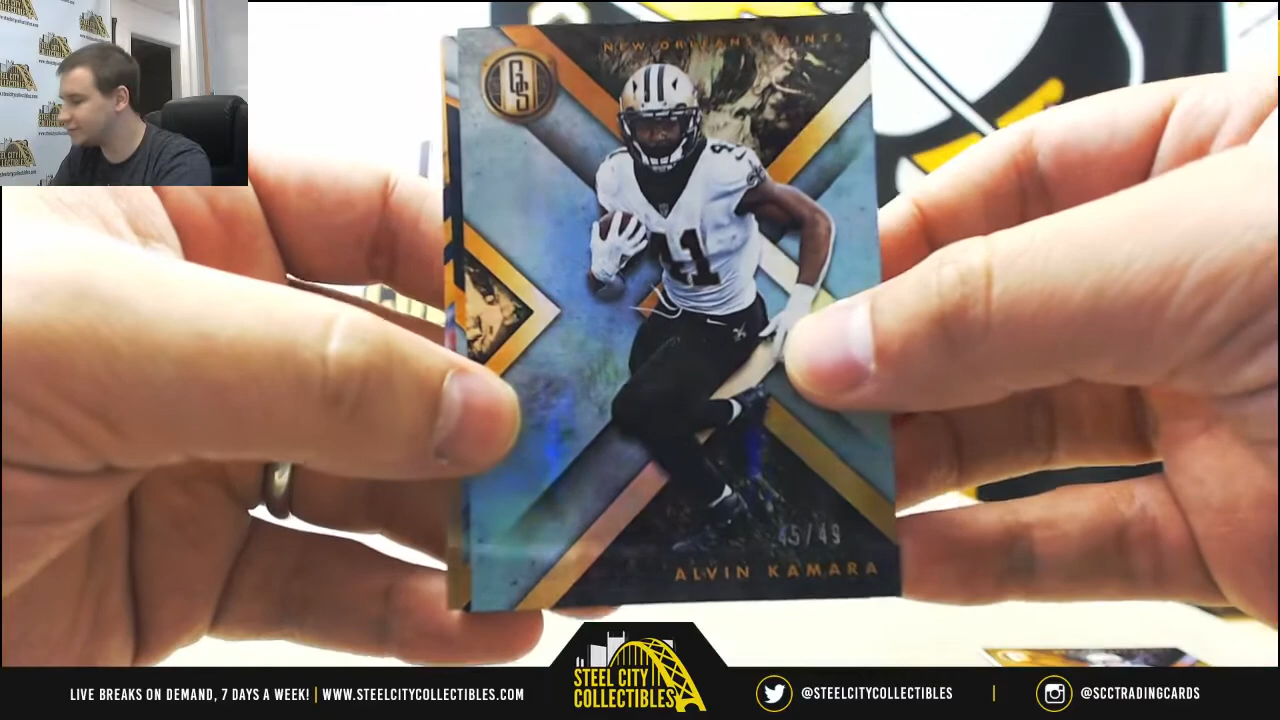 NEW ORLEANS SAINTS
GS
41
45/49
ALVIN KAMARA
LIVE BREAKS ON DEMAND, 7 DAYS A WEEK! | WWW.STEELCITYCOLLECTIBLES.COM
STEEL CITY
COLLECTIBLES
@STEELCITYCOLLECTIBLES
|
@SCCTRADINGCARDS